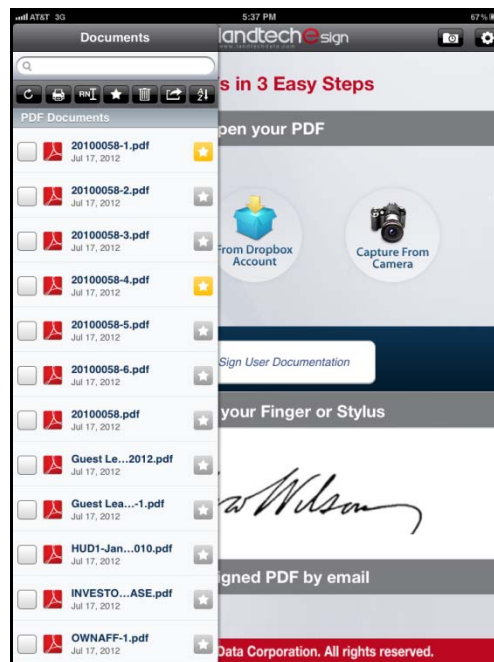 AT&T 3G
5:37 PM
67%
Documents
landtech e sign
www.landtechdata.com
RN
A
Z
PDF Documents
20100058-1.pdf
Jul 17, 2012
20100058-2.pdf
Jul 17, 2012
20100058-3.pdf
Jul 17, 2012
20100058-4.pdf
Jul 17, 2012
20100058-5.pdf
Jul 17, 2012
20100058-6.pdf
Jul 17, 2012
20100058.pdf
Jul 17, 2012
Guest Le...2012.pdf
Jul 17, 2012
Guest Lea...-1.pdf
Jul 17, 2012
HUD1-Jan...010.pdf
Jul 17, 2012
INVESTO...ASE.pdf
Jul 17, 2012
OWNAFF-1.pdf
Jul 17, 2012
s in 3 Easy Steps
pen your PDF
From Dropbox
Account
Capture From
Camera
Sign User Documentation
your Finger or Stylus
Wilson
igned PDF by email
Data Corporation. All rights reserved.